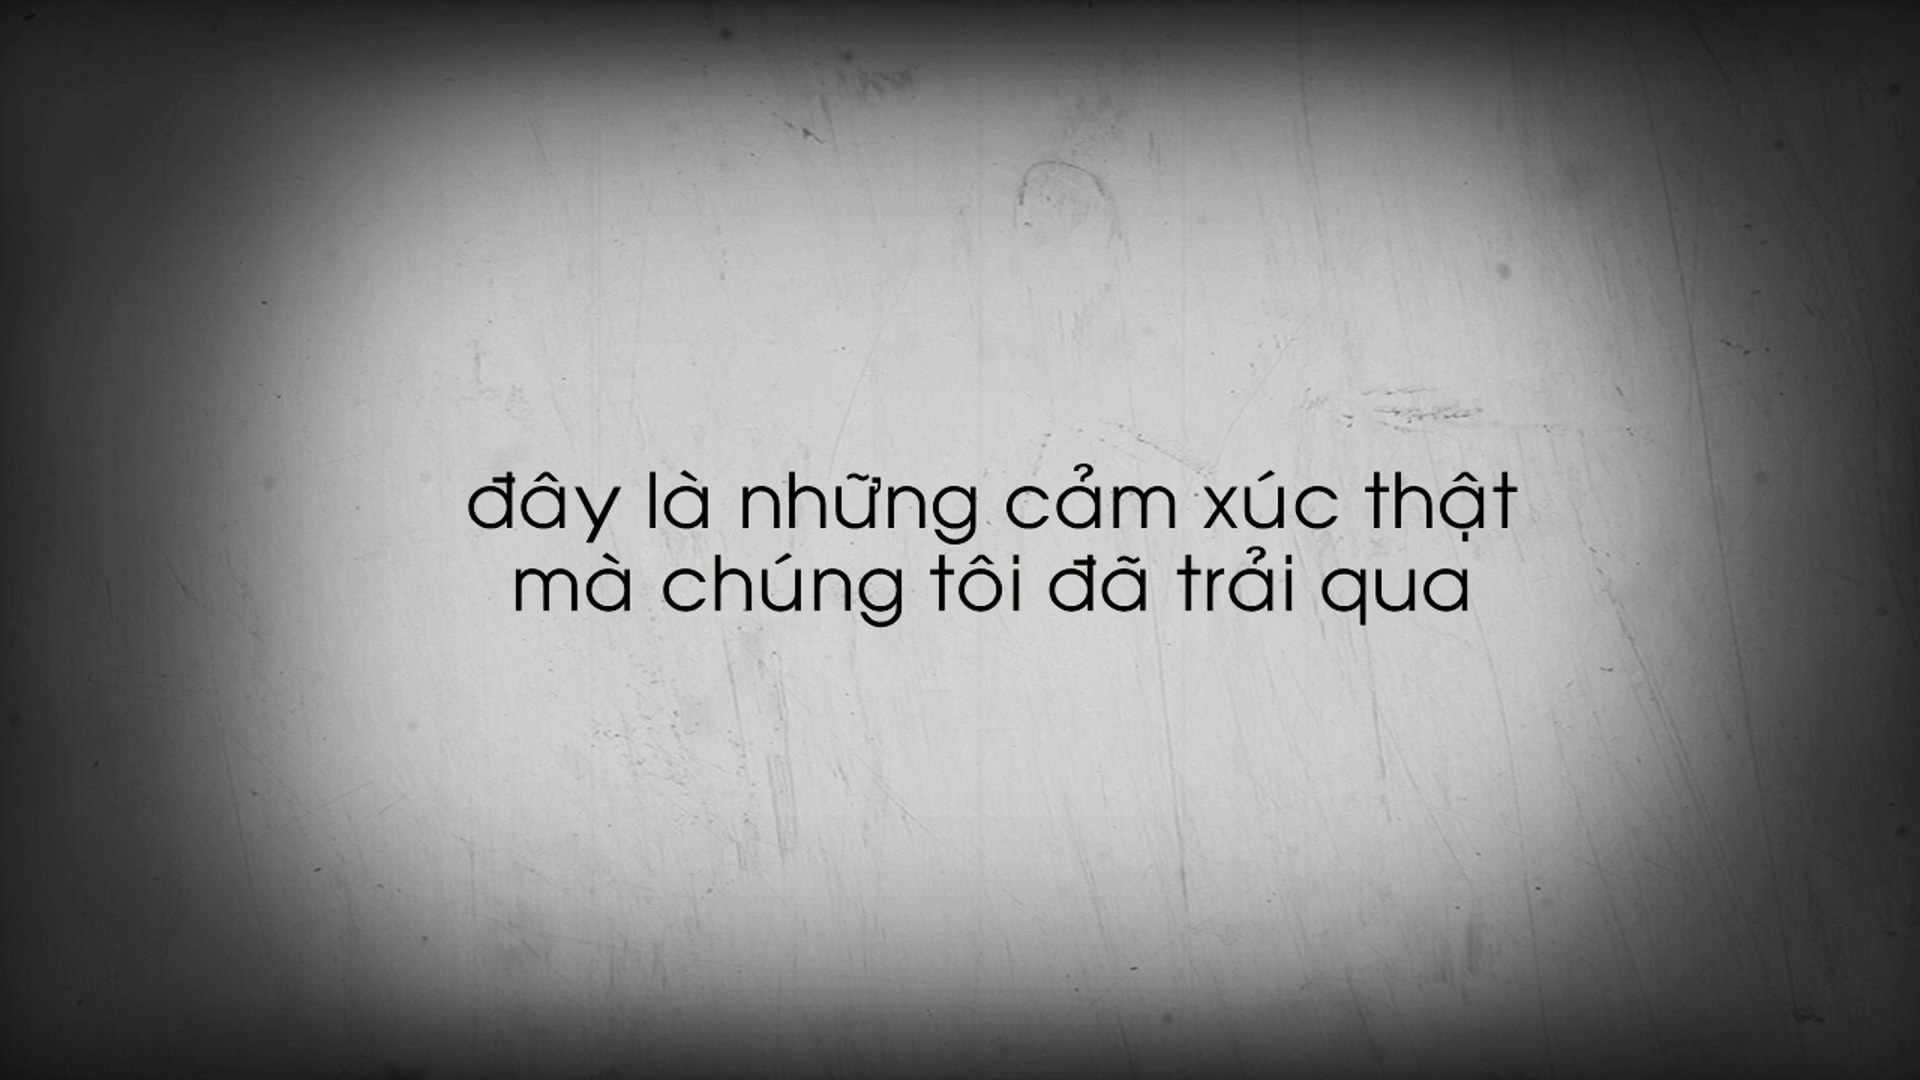 đây là những cảm xúc thật
mà chúng tôi đã trải qua